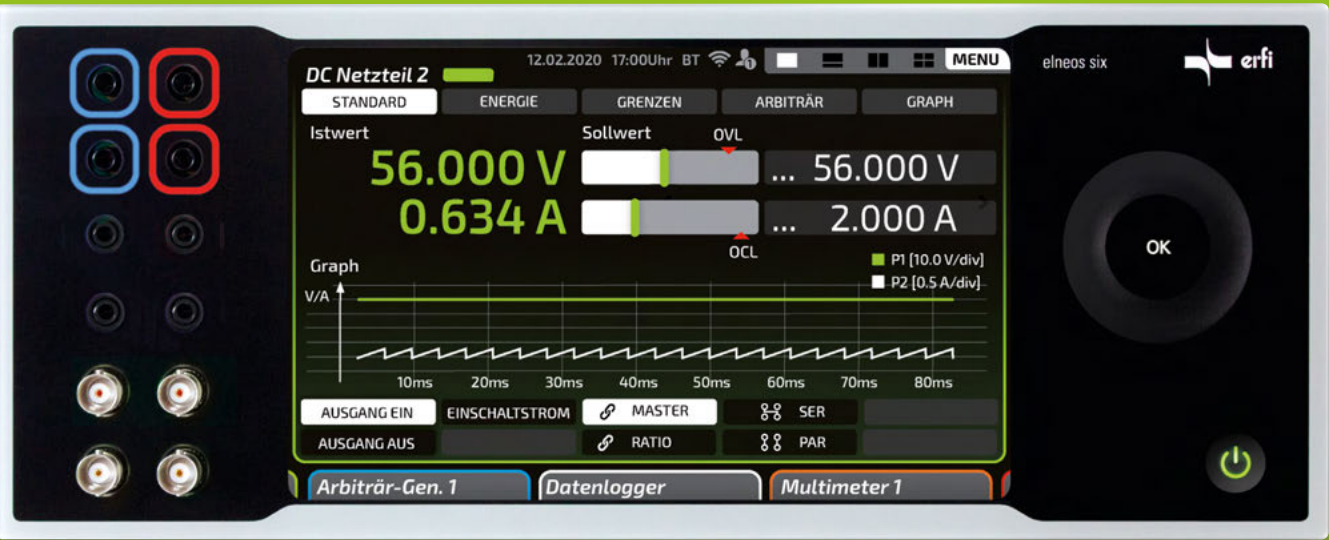 12.02.2020 17:00Uhr BT MENU
DC Netzteil 2
STANDARD ENERGIE GRENZEN ARBITRÄR GRAPH
Istwert Sollwert OVL
56.000 V ... 56.000 V
0.634 A ... 2.000 A
OCL
Graph
P1 [10.0 V/div]
P2 [0.5 A/div]
V/A
10ms 20ms 30ms 40ms 50ms 60ms 70ms 80ms
AUSGANG EIN EINSCHALTSTROM MASTER SER
AUSGANG AUS RATIO PAR
Arbiträr-Gen. 1 Datenlogger Multimeter 1
elneos six erfi
OK